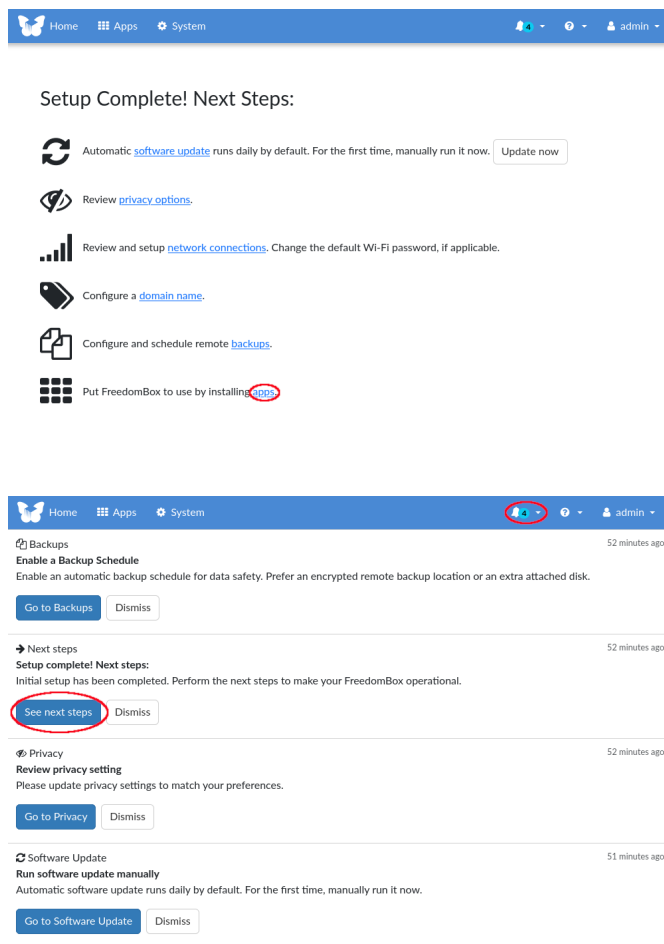 Home Apps System 4 admin
Setup Complete! Next Steps:
Automatic software update runs daily by default. For the first time, manually run it now. Update now
Review privacy options.
Review and setup network connections. Change the default Wi-Fi password, if applicable.
Configure a domain name.
Configure and schedule remote backups.
Put FreedomBox to use by installing apps.
Home Apps System 4 admin
Backups 52 minutes ago
Enable a Backup Schedule
Enable an automatic backup schedule for data safety. Prefer an encrypted remote backup location or an extra attached disk.
Go to Backups Dismiss
Next steps 52 minutes ago
Setup complete! Next steps:
Initial setup has been completed. Perform the next steps to make your FreedomBox operational.
See next steps Dismiss
Privacy 52 minutes ago
Review privacy setting
Please update privacy settings to match your preferences.
Go to Privacy Dismiss
Software Update 51 minutes ago
Run software update manually
Automatic software update runs daily by default. For the first time, manually run it now.
Go to Software Update Dismiss